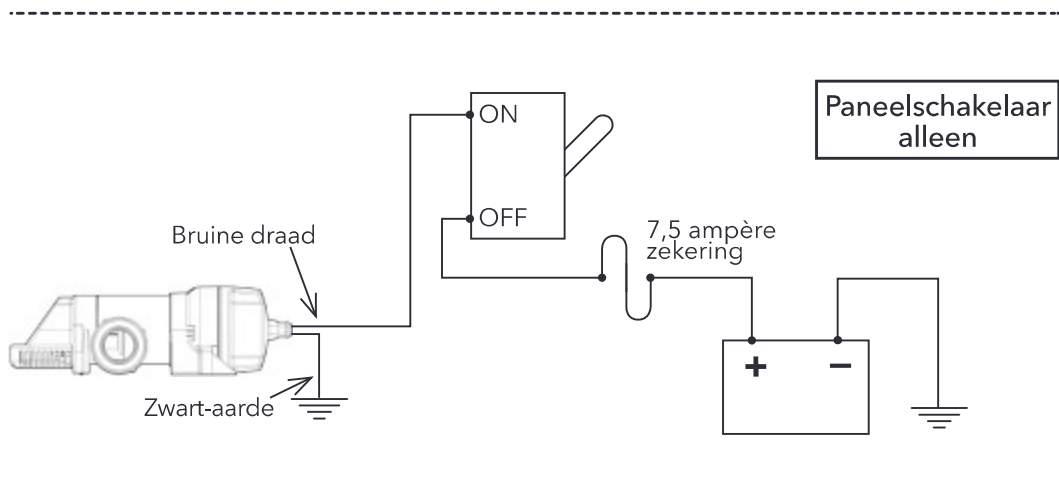 Paneelschakelaar
alleen
ON
OFF
7,5 ampère
zekering
Bruine draad
Zwart-aarde
+
−